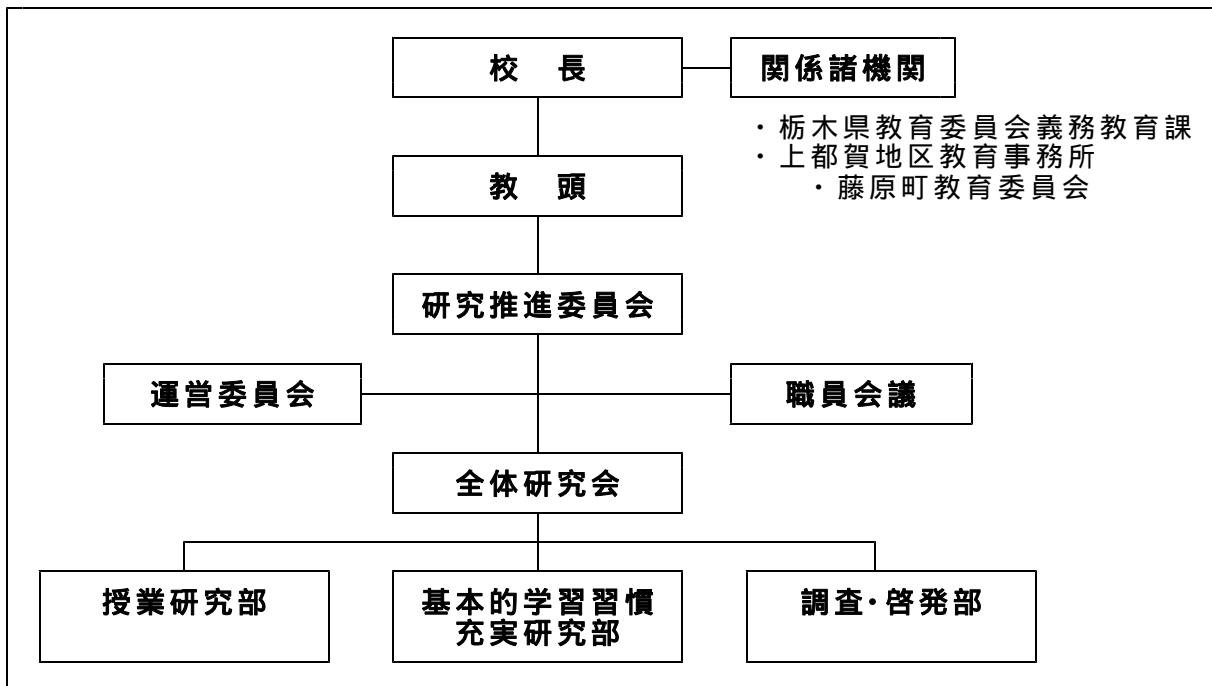 校　長
関係諸機関
・栃木県教育委員会義務教育課
・上都賀地区教育事務所
・藤原町教育委員会
教　頭
研究推進委員会
運営委員会
職員会議
全体研究会
授業研究部
基本的学習習慣
充実研究部
調査・啓発部